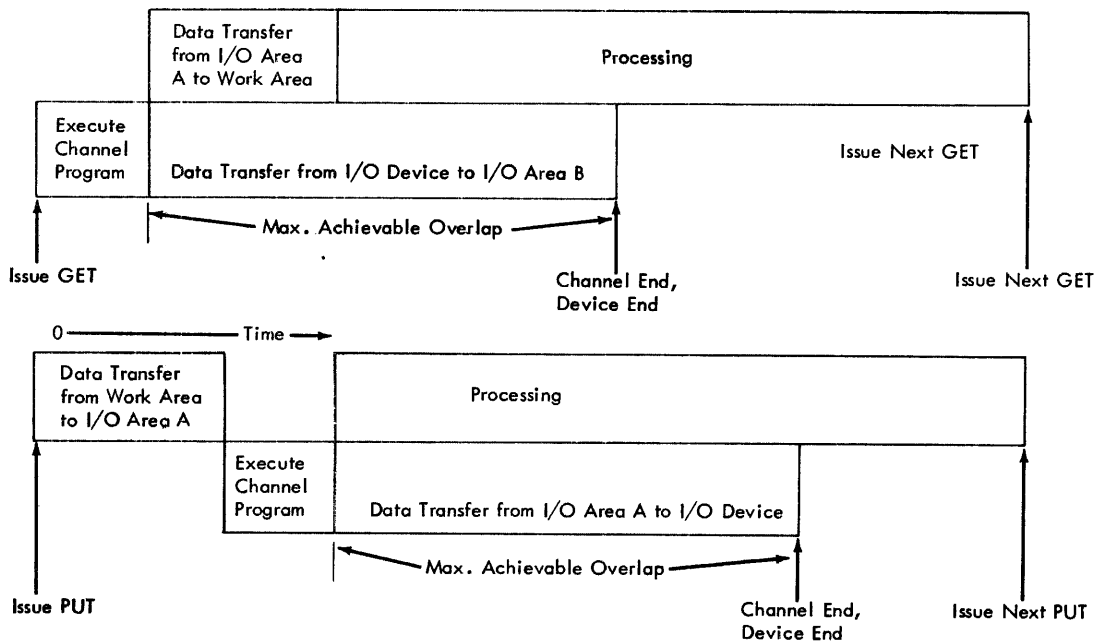 Data Transfer
from I/O Area
A to Work Area
Processing
Execute
Channel
Program
Data Transfer from I/O Device to I/O Area B
Issue Next GET
Max. Achievable Overlap
Issue GET
Channel End,
Device End
Issue Next GET
0 Time
Data Transfer
from Work Area
to I/O Area A
Processing
Execute
Channel
Program
Data Transfer from I/O Area A to I/O Device
Max. Achievable Overlap
Issue PUT
Channel End,
Device End
Issue Next PUT